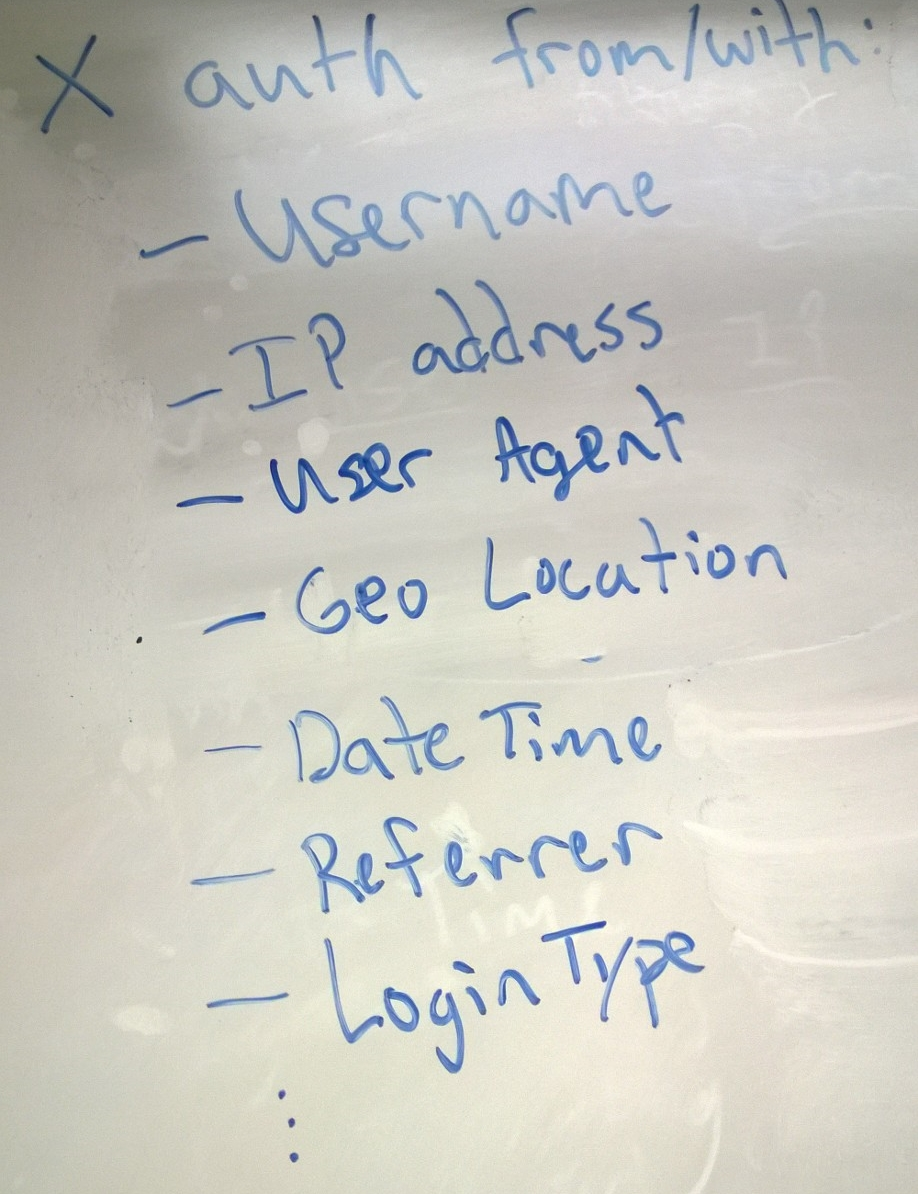 X auth from/with:
- Username
- IP address
- User Agent
- Geo Location
- Date Time
- Referrer
- Login Type
⋮